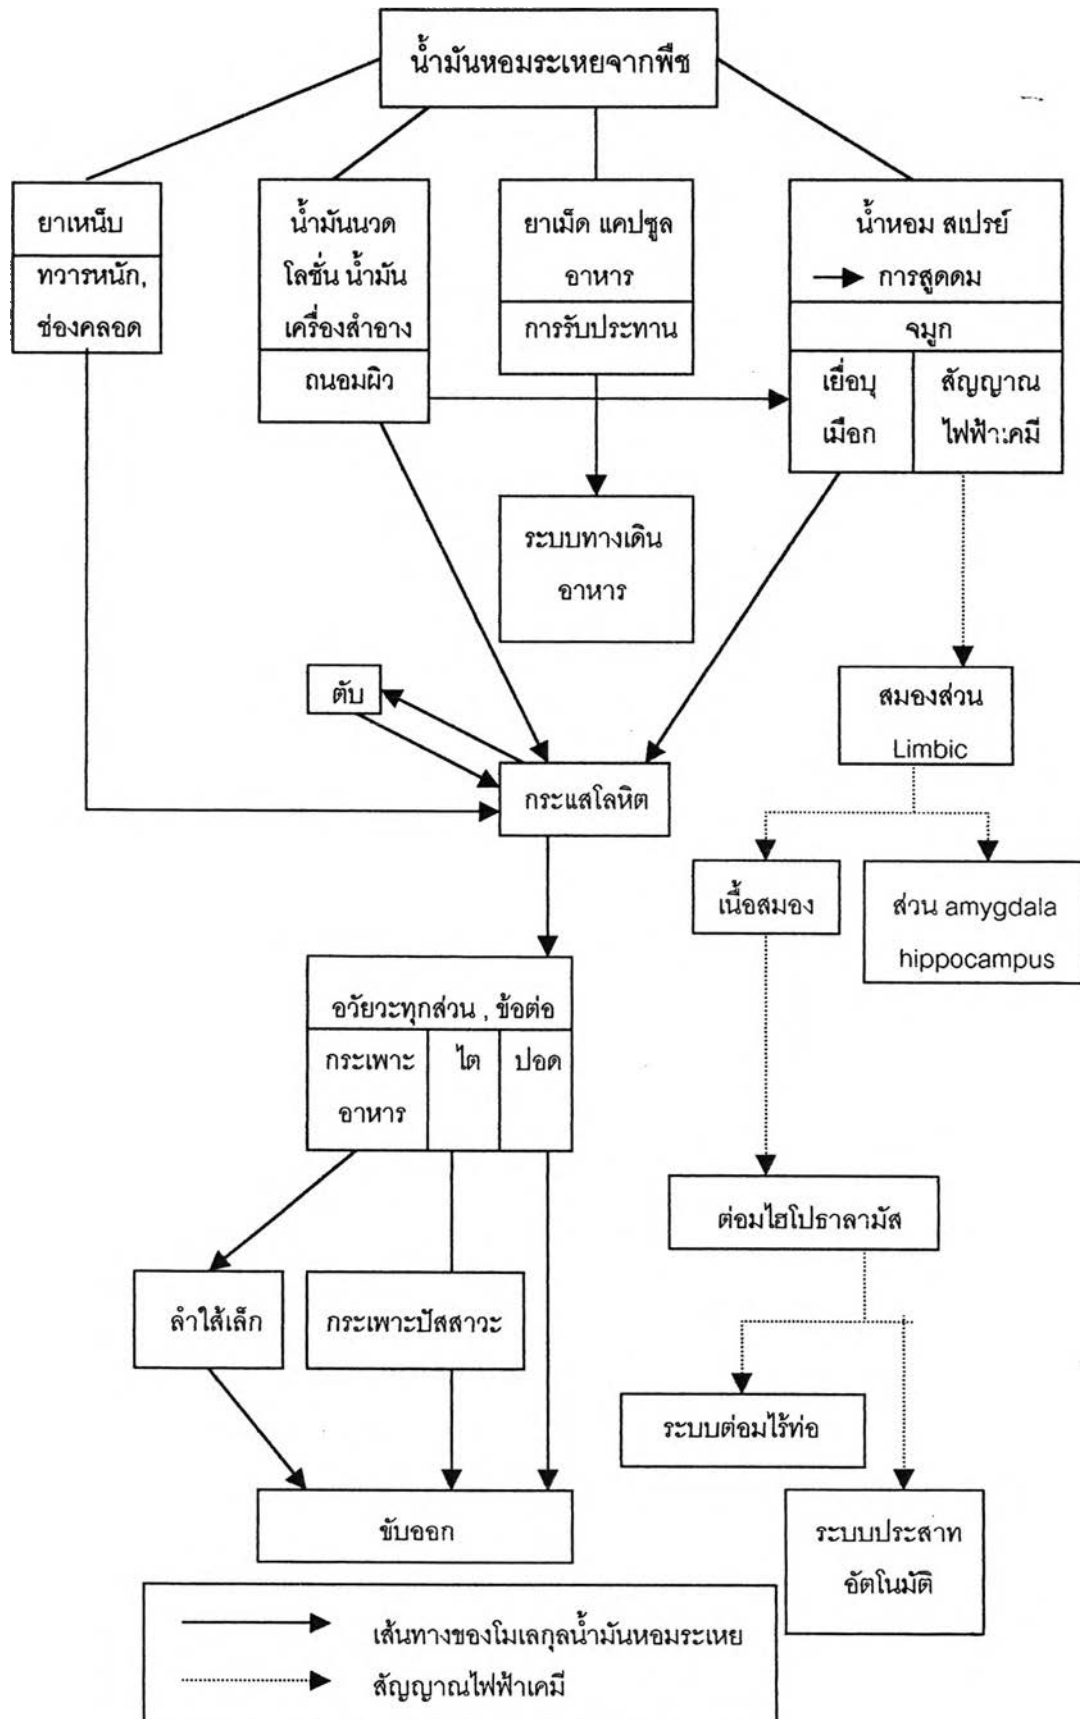 น้ำมันหอมระเหยจากพืช
ยาเหน็บ
ทวารหนัก,
ช่องคลอด
น้ำมันนวด
โลชั่น น้ำมัน
เครื่องสำอาง
ถนอมผิว
ยาเม็ด แคปซูล
อาหาร
การรับประทาน
น้ำหอม สเปรย์
การสูดดม
จมูก
เยื่อบุ
เมือก
สัญญาณ
ไฟฟ้าเคมี
ระบบทางเดิน
อาหาร
ตับ
กระแสโลหิต
สมองส่วน
Limbic
เนื้อสมอง
ส่วน amygdala
hippocampus
อวัยวะทุกส่วน , ข้อต่อ
กระเพาะ
อาหาร
ไต
ปอด
ต่อมไฮโปธาลามัส
ลำใส้เล็ก
กระเพาะปัสสาวะ
ระบบต่อมไร้ท่อ
ขับออก
ระบบประสาท
อัตโนมัติ
เส้นทางของโมเลกุลน้ำมันหอมระเหย
สัญญาณไฟฟ้าเคมี